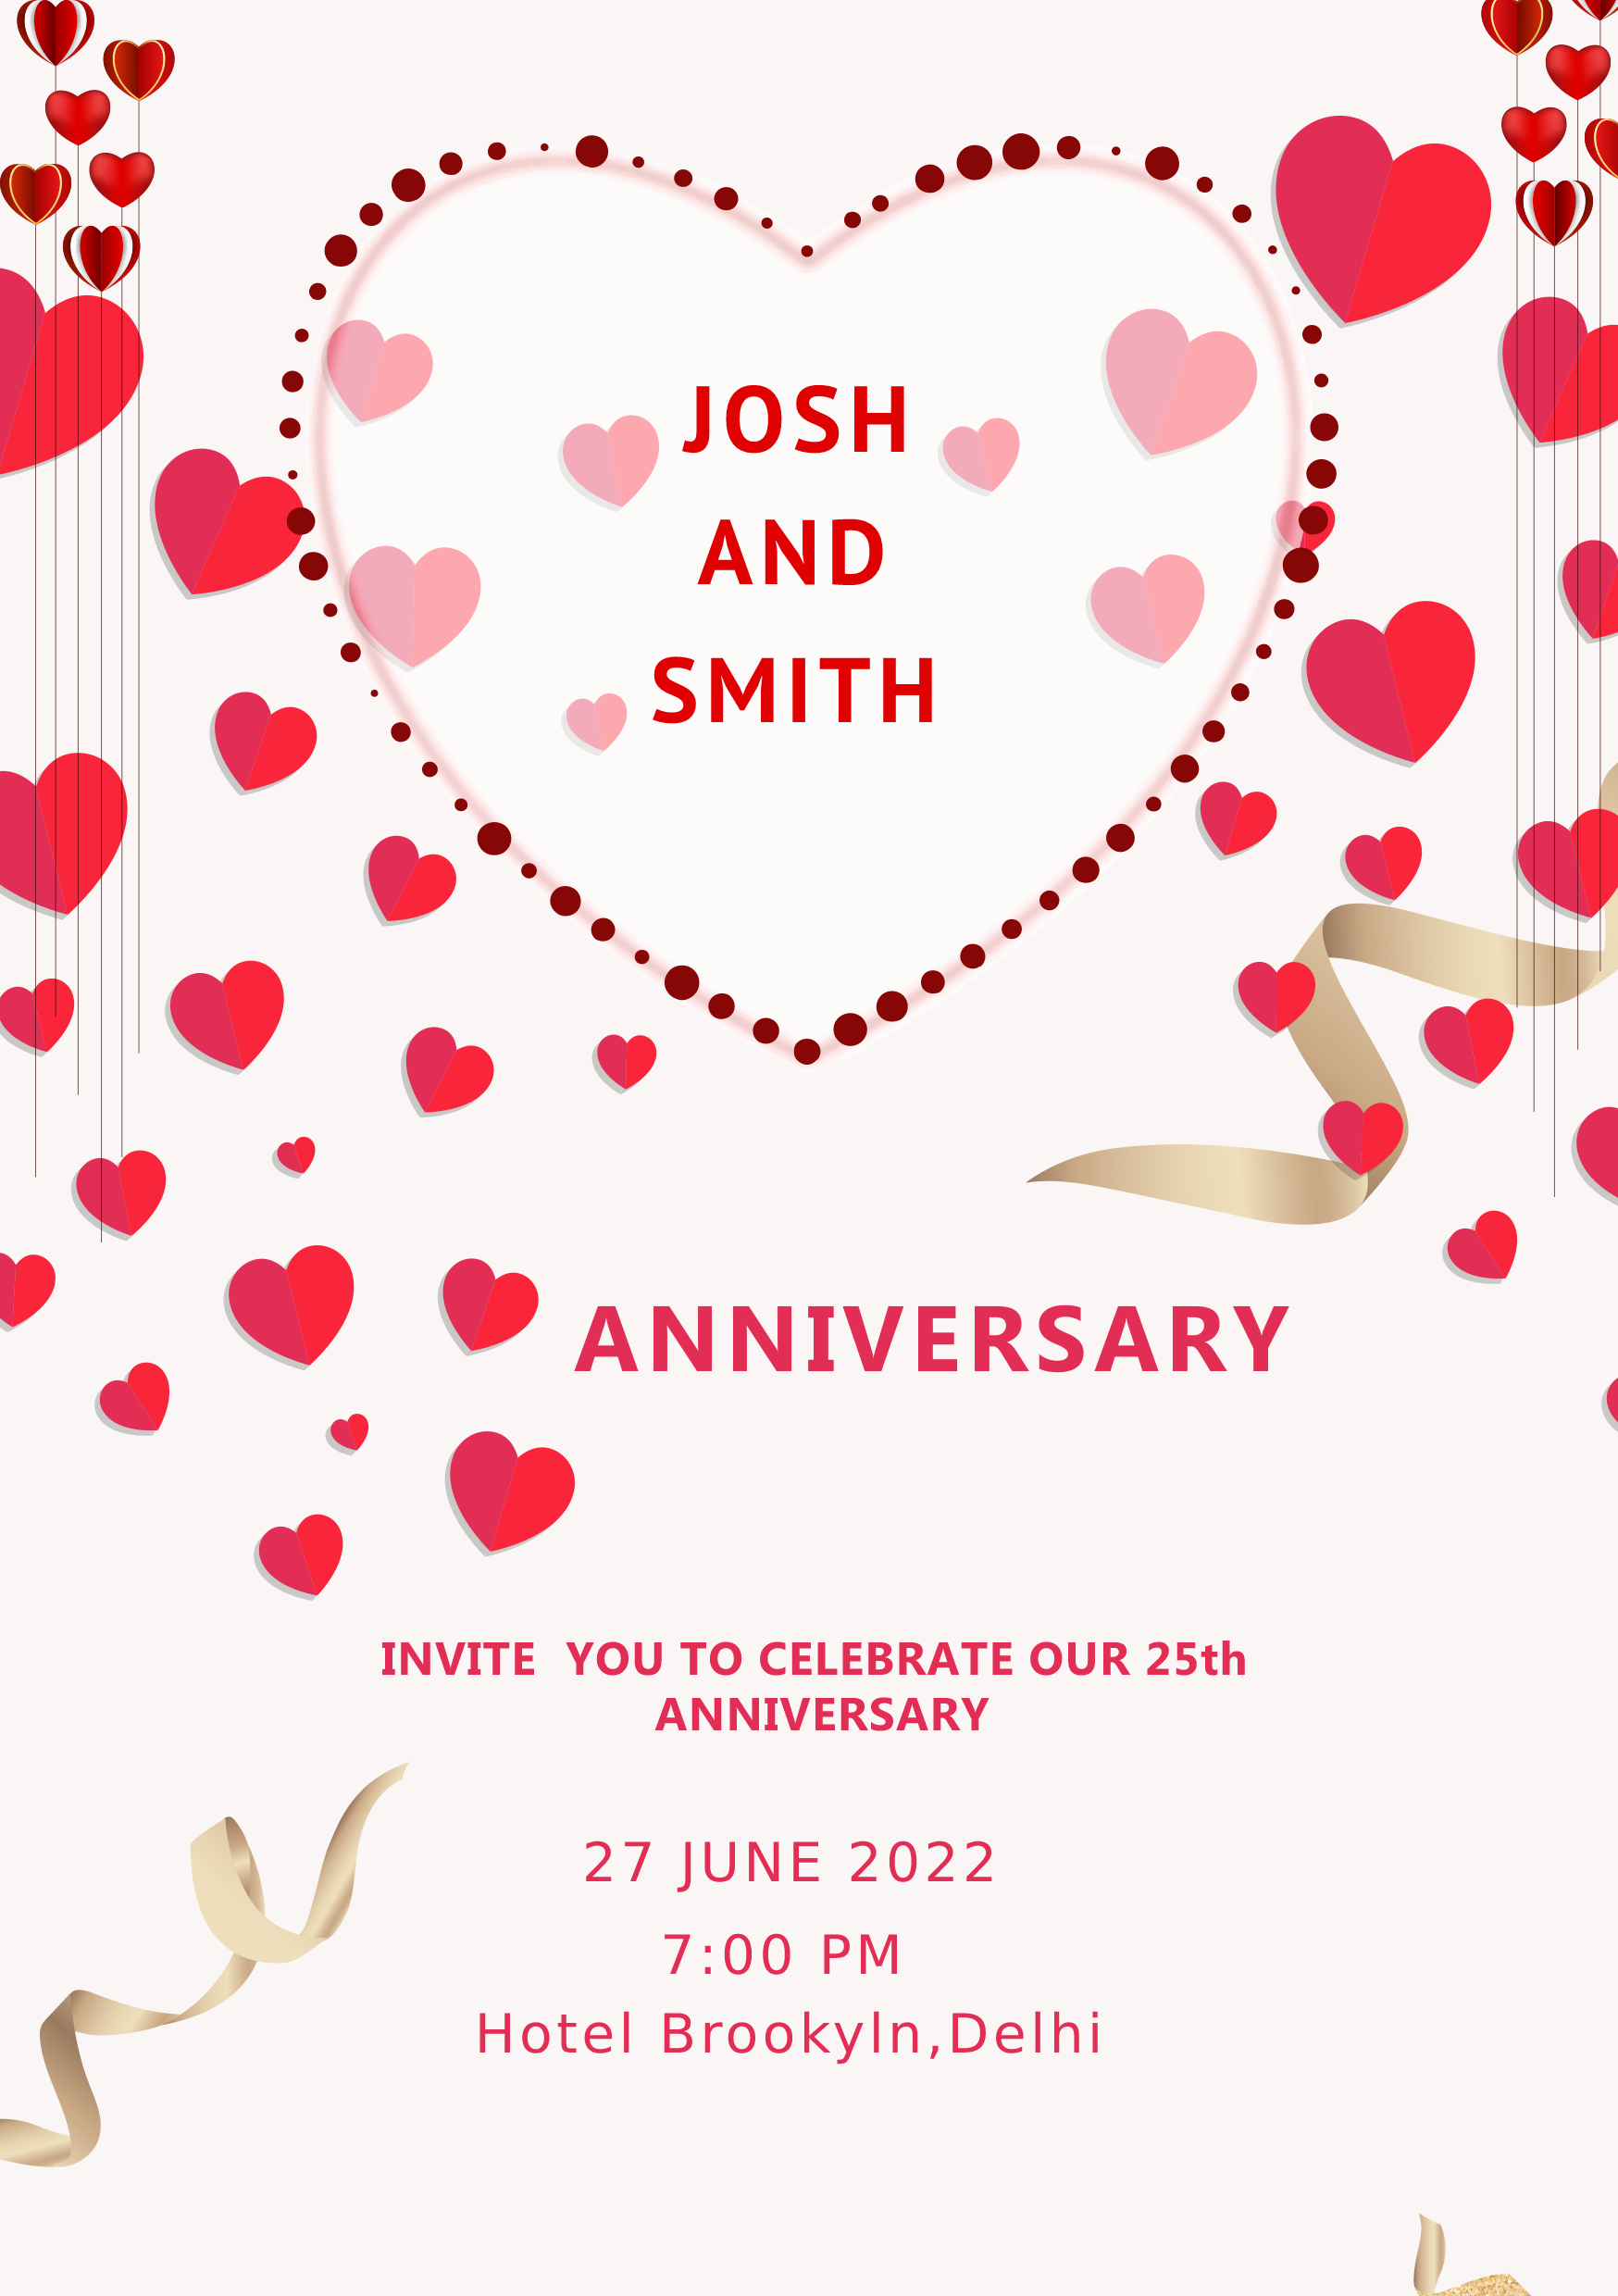 JOSH
AND
SMITH
ANNIVERSARY
INVITE  YOU TO CELEBRATE OUR 25th
ANNIVERSARY
27 JUNE 2022
7:00 PM
Hotel Brookyln,Delhi